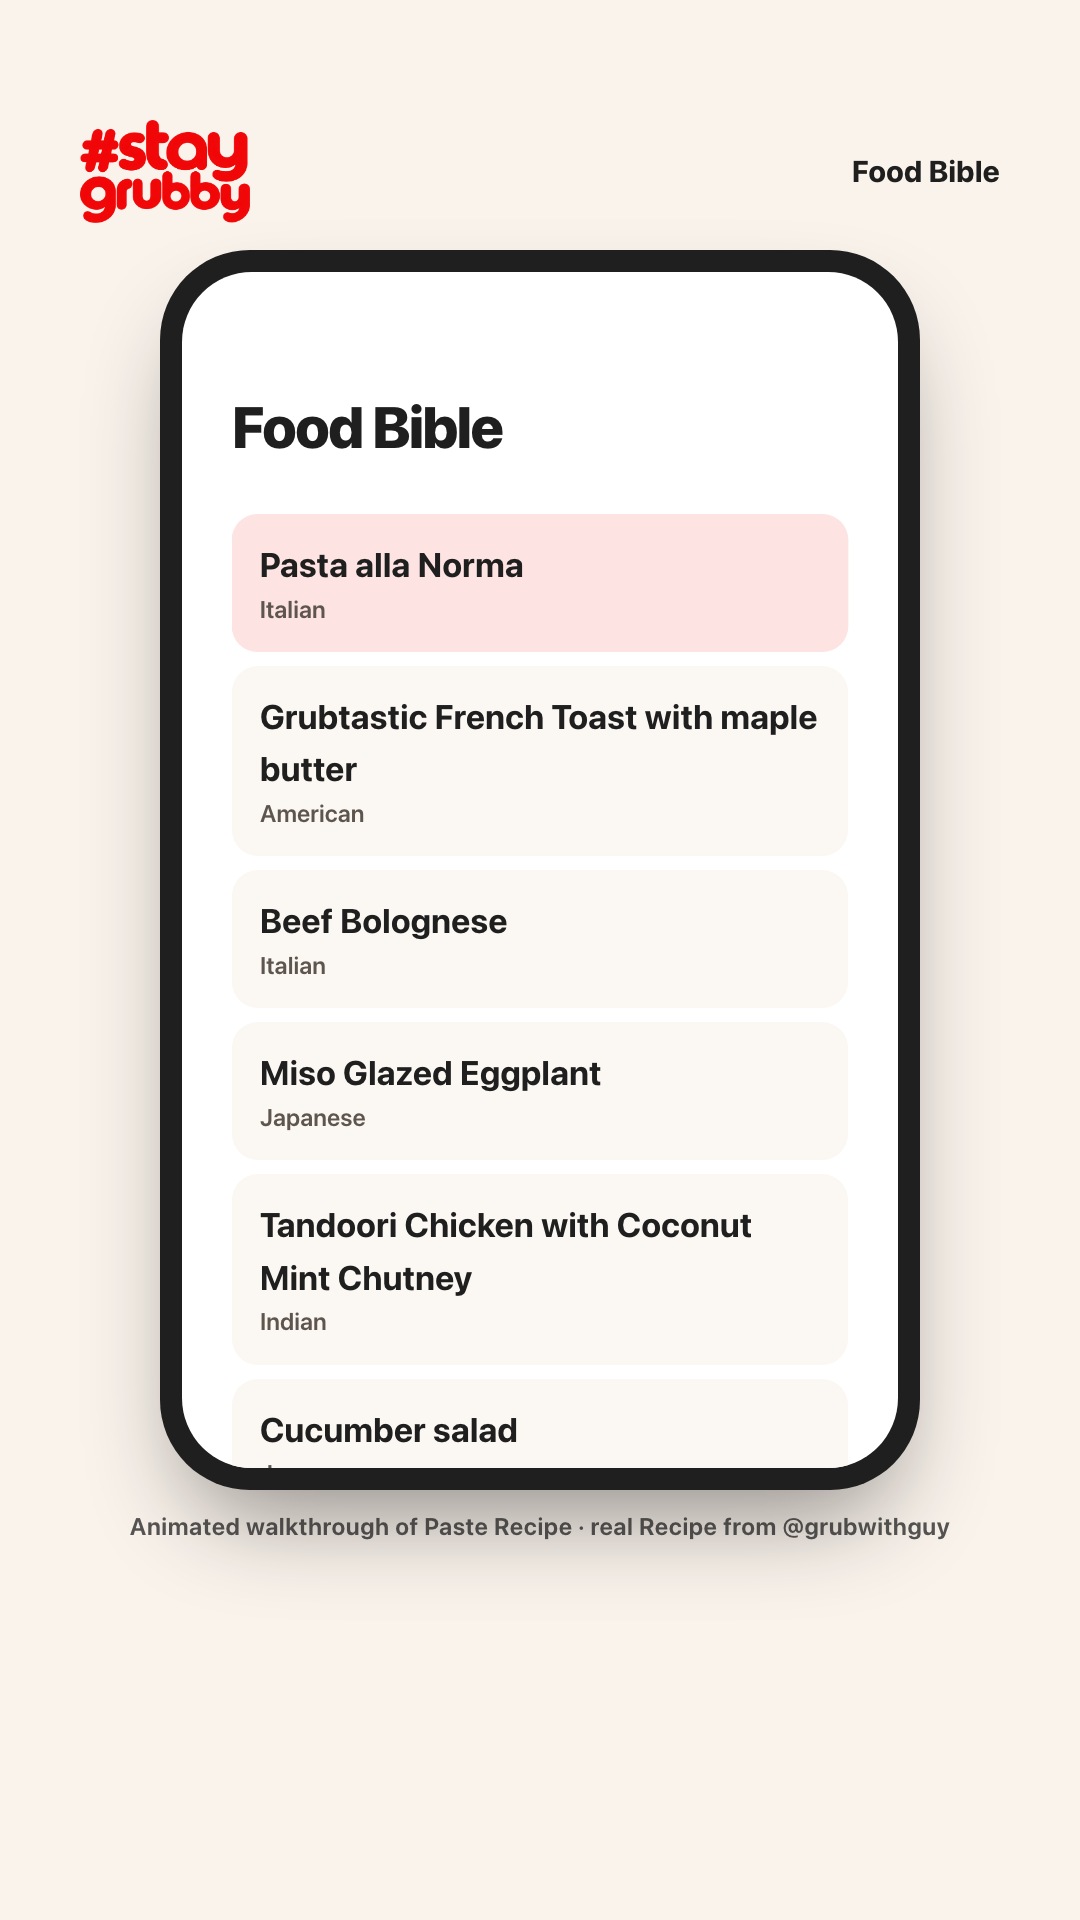 #stay
grubby
Food Bible
Food Bible
Pasta alla Norma
Italian
Grubtastic French Toast with maple
butter
American
Beef Bolognese
Italian
Miso Glazed Eggplant
Japanese
Tandoori Chicken with Coconut
Mint Chutney
Indian
Cucumber salad
Animated walkthrough of Paste Recipe · real Recipe from @grubwithguy